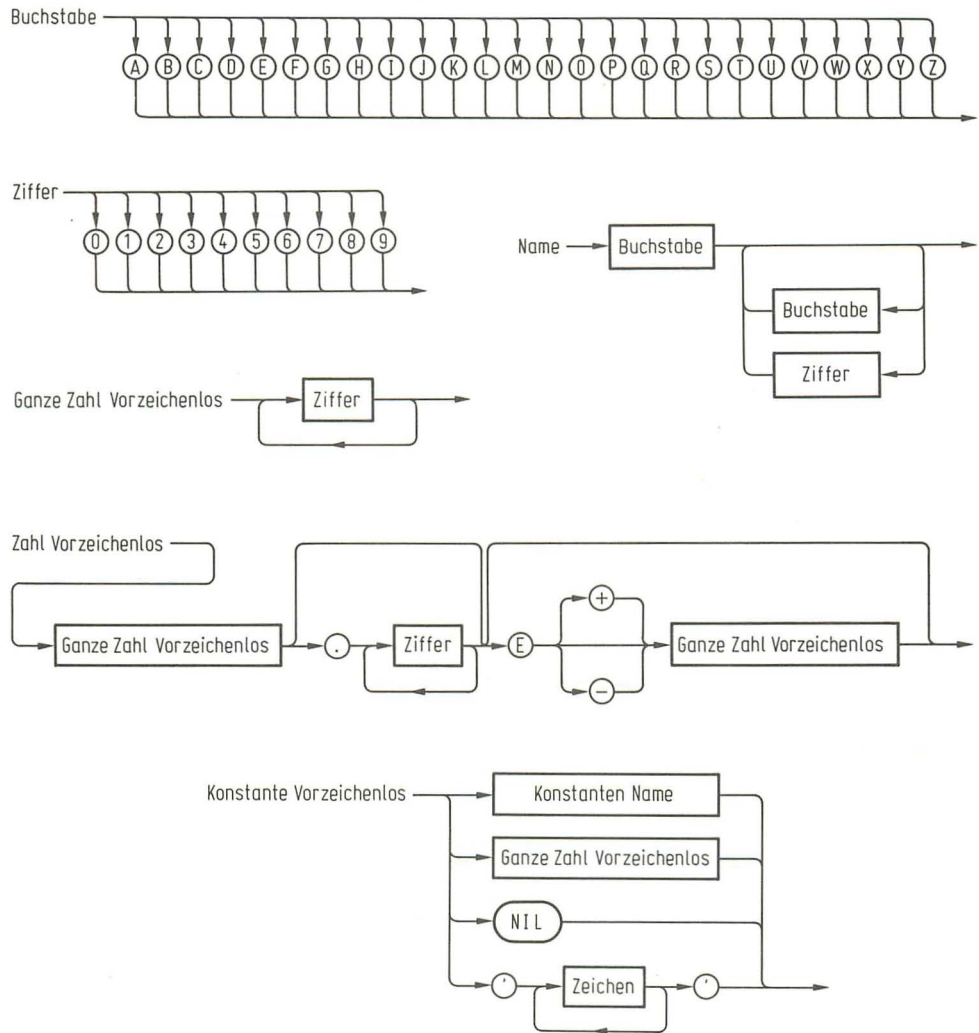 Buchstabe
A B C D E F G H I J K L M N O P Q R S T U V W X Y Z
Ziffer
0 1 2 3 4 5 6 7 8 9
Name Buchstabe
Buchstabe
Ziffer
Ganze Zahl Vorzeichenlos Ziffer
Zahl Vorzeichenlos
+
Ganze Zahl Vorzeichenlos . Ziffer E Ganze Zahl Vorzeichenlos
-
Konstante Vorzeichenlos Konstanten Name
Ganze Zahl Vorzeichenlos
NIL
' Zeichen '